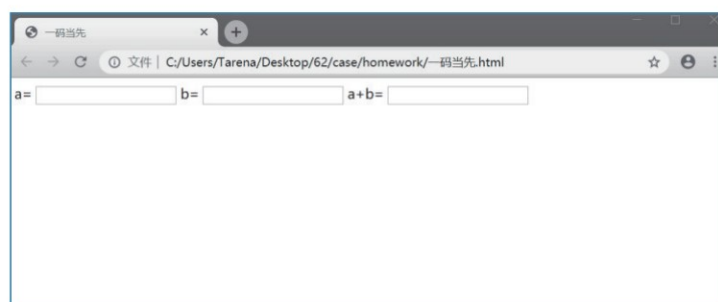 一码当先
文件 | C:/Users/Tarena/Desktop/62/case/homework/一码当先.html
a= b= a+b=